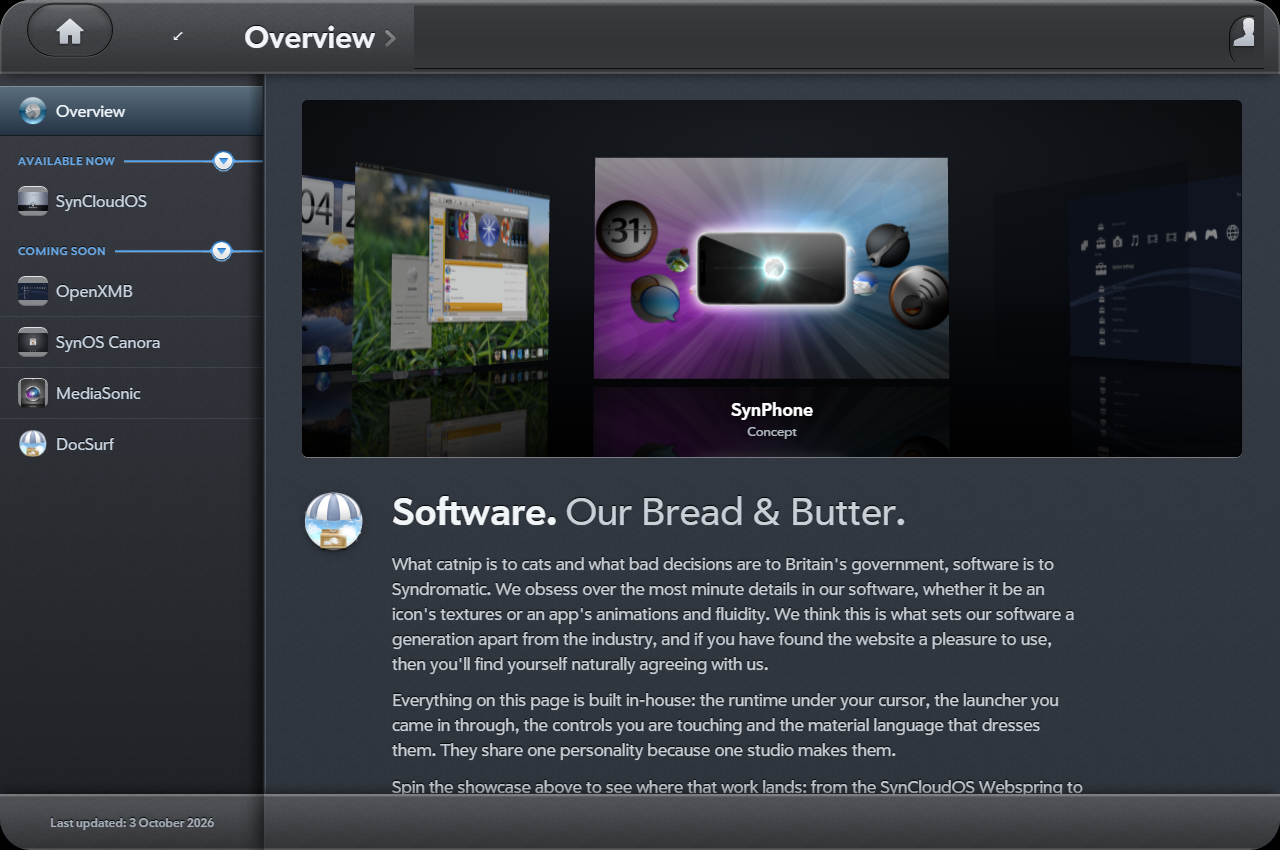 Overview
Overview
AVAILABLE NOW
SynCloudOS
COMING SOON
OpenXMB
SynOS Canora
MediaSonic
DocSurf
04
31
SynPhone
Concept
Software. Our Bread & Butter.
What catnip is to cats and what bad decisions are to Britain's government, software is to
Syndromatic. We obsess over the most minute details in our software, whether it be an
icon's textures or an app's animations and fluidity. We think this is what sets our software a
generation apart from the industry, and if you have found the website a pleasure to use,
then you'll find yourself naturally agreeing with us.
Everything on this page is built in-house: the runtime under your cursor, the launcher you
came in through, the controls you are touching and the material language that dresses
them. They share one personality because one studio makes them.
Spin the showcase above to see where that work lands: from the SynCloudOS Webspring to
Last updated: 3 October 2026